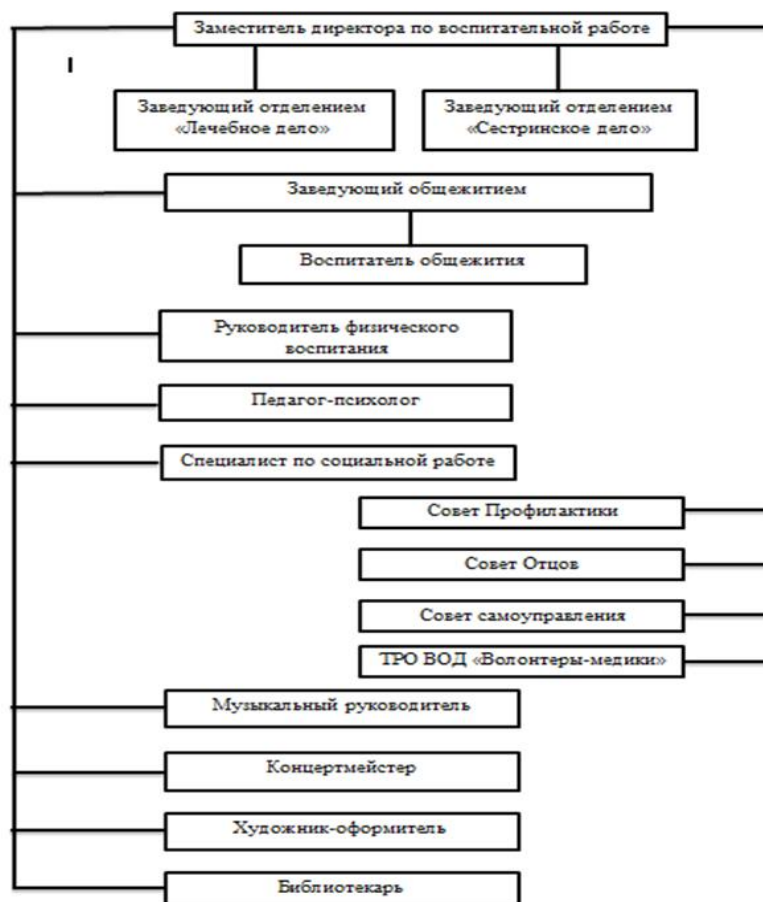 Заместитель директора по воспитательной работе
Заведующий отделением
«Лечебное дело»
Заведующий отделением
«Сестринское дело»
Заведующий общежитием
Воспитатель общежития
Руководитель физического
воспитания
Педагог-психолог
Специалист по социальной работе
Совет Профилактики
Совет Отцов
Совет самоуправления
ТРО ВОД «Волонтеры-медики»
Музыкальный руководитель
Концертмейстер
Художник-оформитель
Библиотекарь